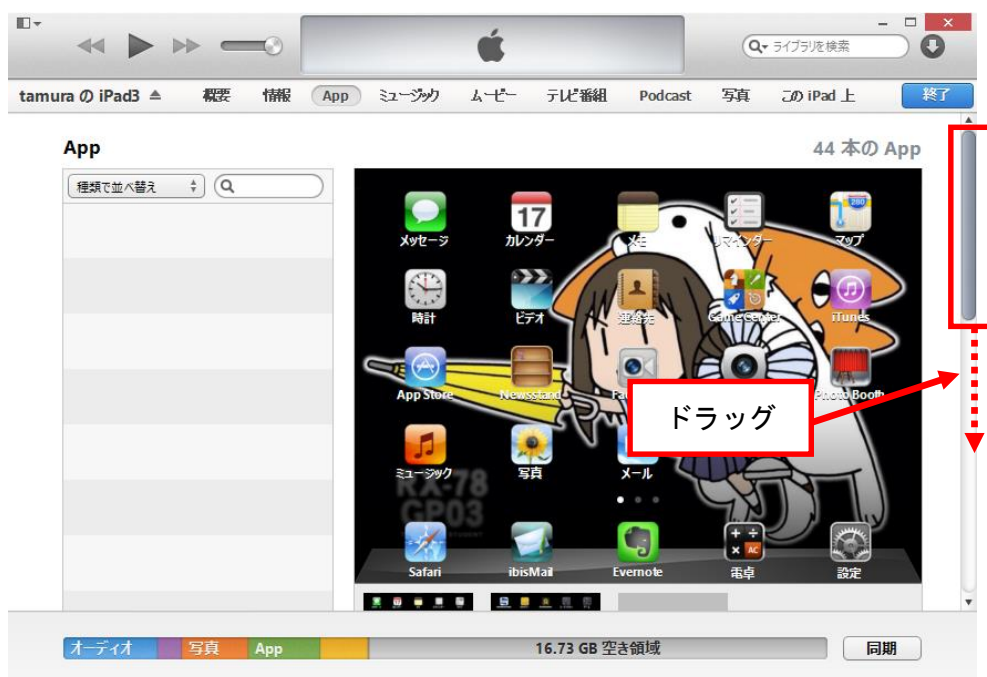 ライブラリを検索
tamura の iPad3 概要 情報 App ミュージック ムービー テレビ番組 Podcast 写真 この iPad 上 終了
App 44 本の App
種類で並べ替え
17 280
メッセージ カレンダー メモ リマインダー マップ
時計 ビデオ 連絡先 Game Center iTunes
App Store Newsstand Photo Booth
ドラッグ
ミュージック 写真 メール
RX-78
GP03
Safari ibisMail Evernote 電卓 設定
オーディオ 写真 App 16.73 GB 空き領域 同期